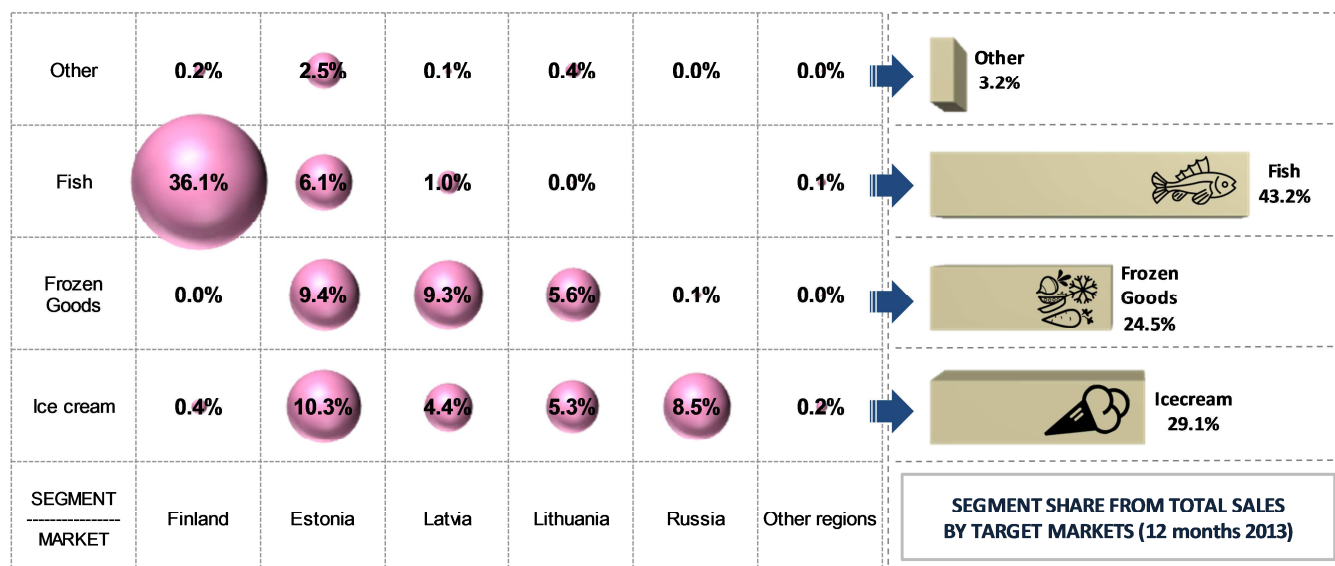 Other 0.2% 2.5% 0.1% 0.4% 0.0% 0.0%
Other
3.2%
Fish 36.1% 6.1% 1.0% 0.0% 0.1%
Fish
43.2%
Frozen
Goods
0.0% 9.4% 9.3% 5.6% 0.1% 0.0%
Frozen
Goods
24.5%
Ice cream 0.4% 10.3% 4.4% 5.3% 8.5% 0.2%
Icecream
29.1%
SEGMENT
----------------
MARKET
Finland Estonia Latvia Lithuania Russia Other regions
SEGMENT SHARE FROM TOTAL SALES
BY TARGET MARKETS (12 months 2013)